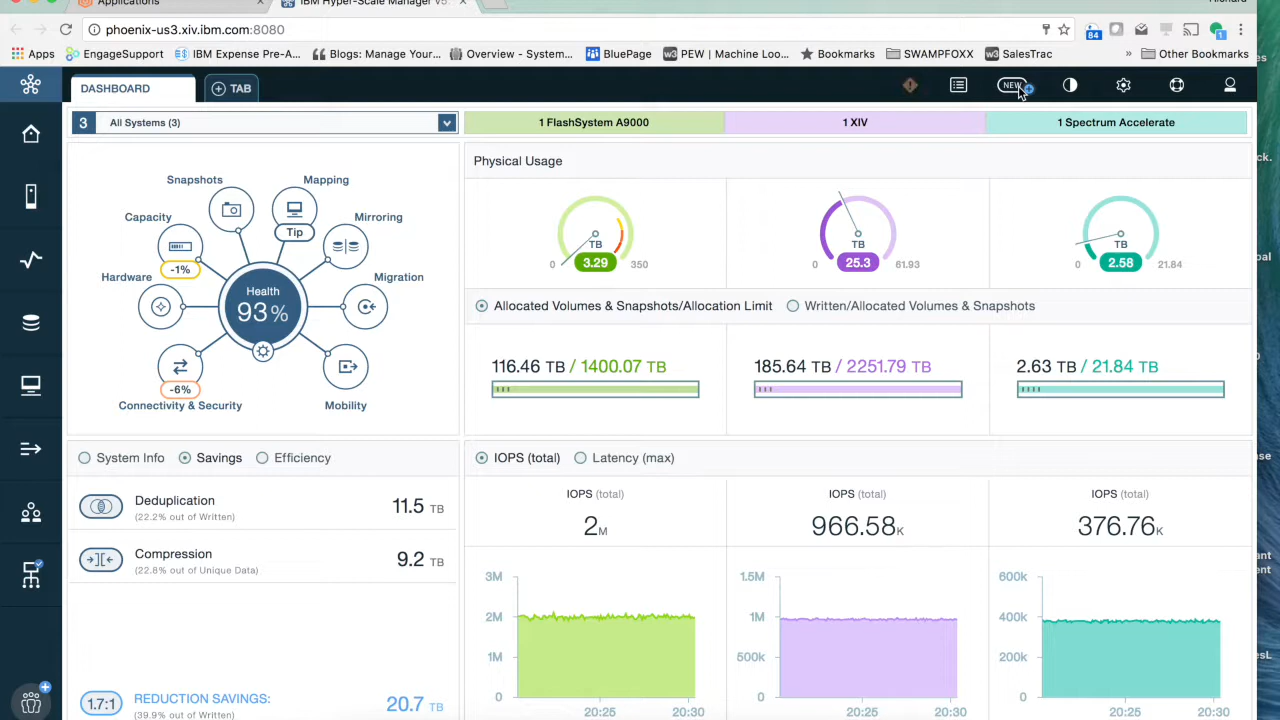 Applications
IBM Hyper-Scale Manager v5.
Richard
phoenix-us3.xiv.ibm.com:8080
84
1
Apps
EngageSupport
IBM Expense Pre-A...
Blogs: Manage Your...
Overview - System...
BluePage
w3
PEW | Machine Loo...
Bookmarks
SWAMPFOXX
w3
SalesTrac
»
Other Bookmarks
DASHBOARD
TAB
NEW
3
All Systems (3)
1 FlashSystem A9000
1 XIV
1 Spectrum Accelerate
Snapshots
Mapping
Capacity
Tip
Mirroring
-1%
Hardware
Migration
Health
93%
-6%
Connectivity & Security
Mobility
Physical Usage
TB
0
3.29
350
TB
0
25.3
61.93
TB
0
2.58
21.84
Allocated Volumes & Snapshots/Allocation Limit
Written/Allocated Volumes & Snapshots
116.46 TB / 1400.07 TB
185.64 TB / 2251.79 TB
2.63 TB / 21.84 TB
System Info
Savings
Efficiency
Deduplication
(22.2% out of Written)
11.5 TB
Compression
(22.8% out of Unique Data)
9.2 TB
1.7:1
REDUCTION SAVINGS:
(39.9% out of Written)
20.7 TB
IOPS (total)
Latency (max)
IOPS (total)
2M
IOPS (total)
966.58K
IOPS (total)
376.76K
3M
2M
1M
0
20:25
20:30
1.5M
1M
500k
0
20:25
20:30
600k
400k
200k
0
20:25
20:30